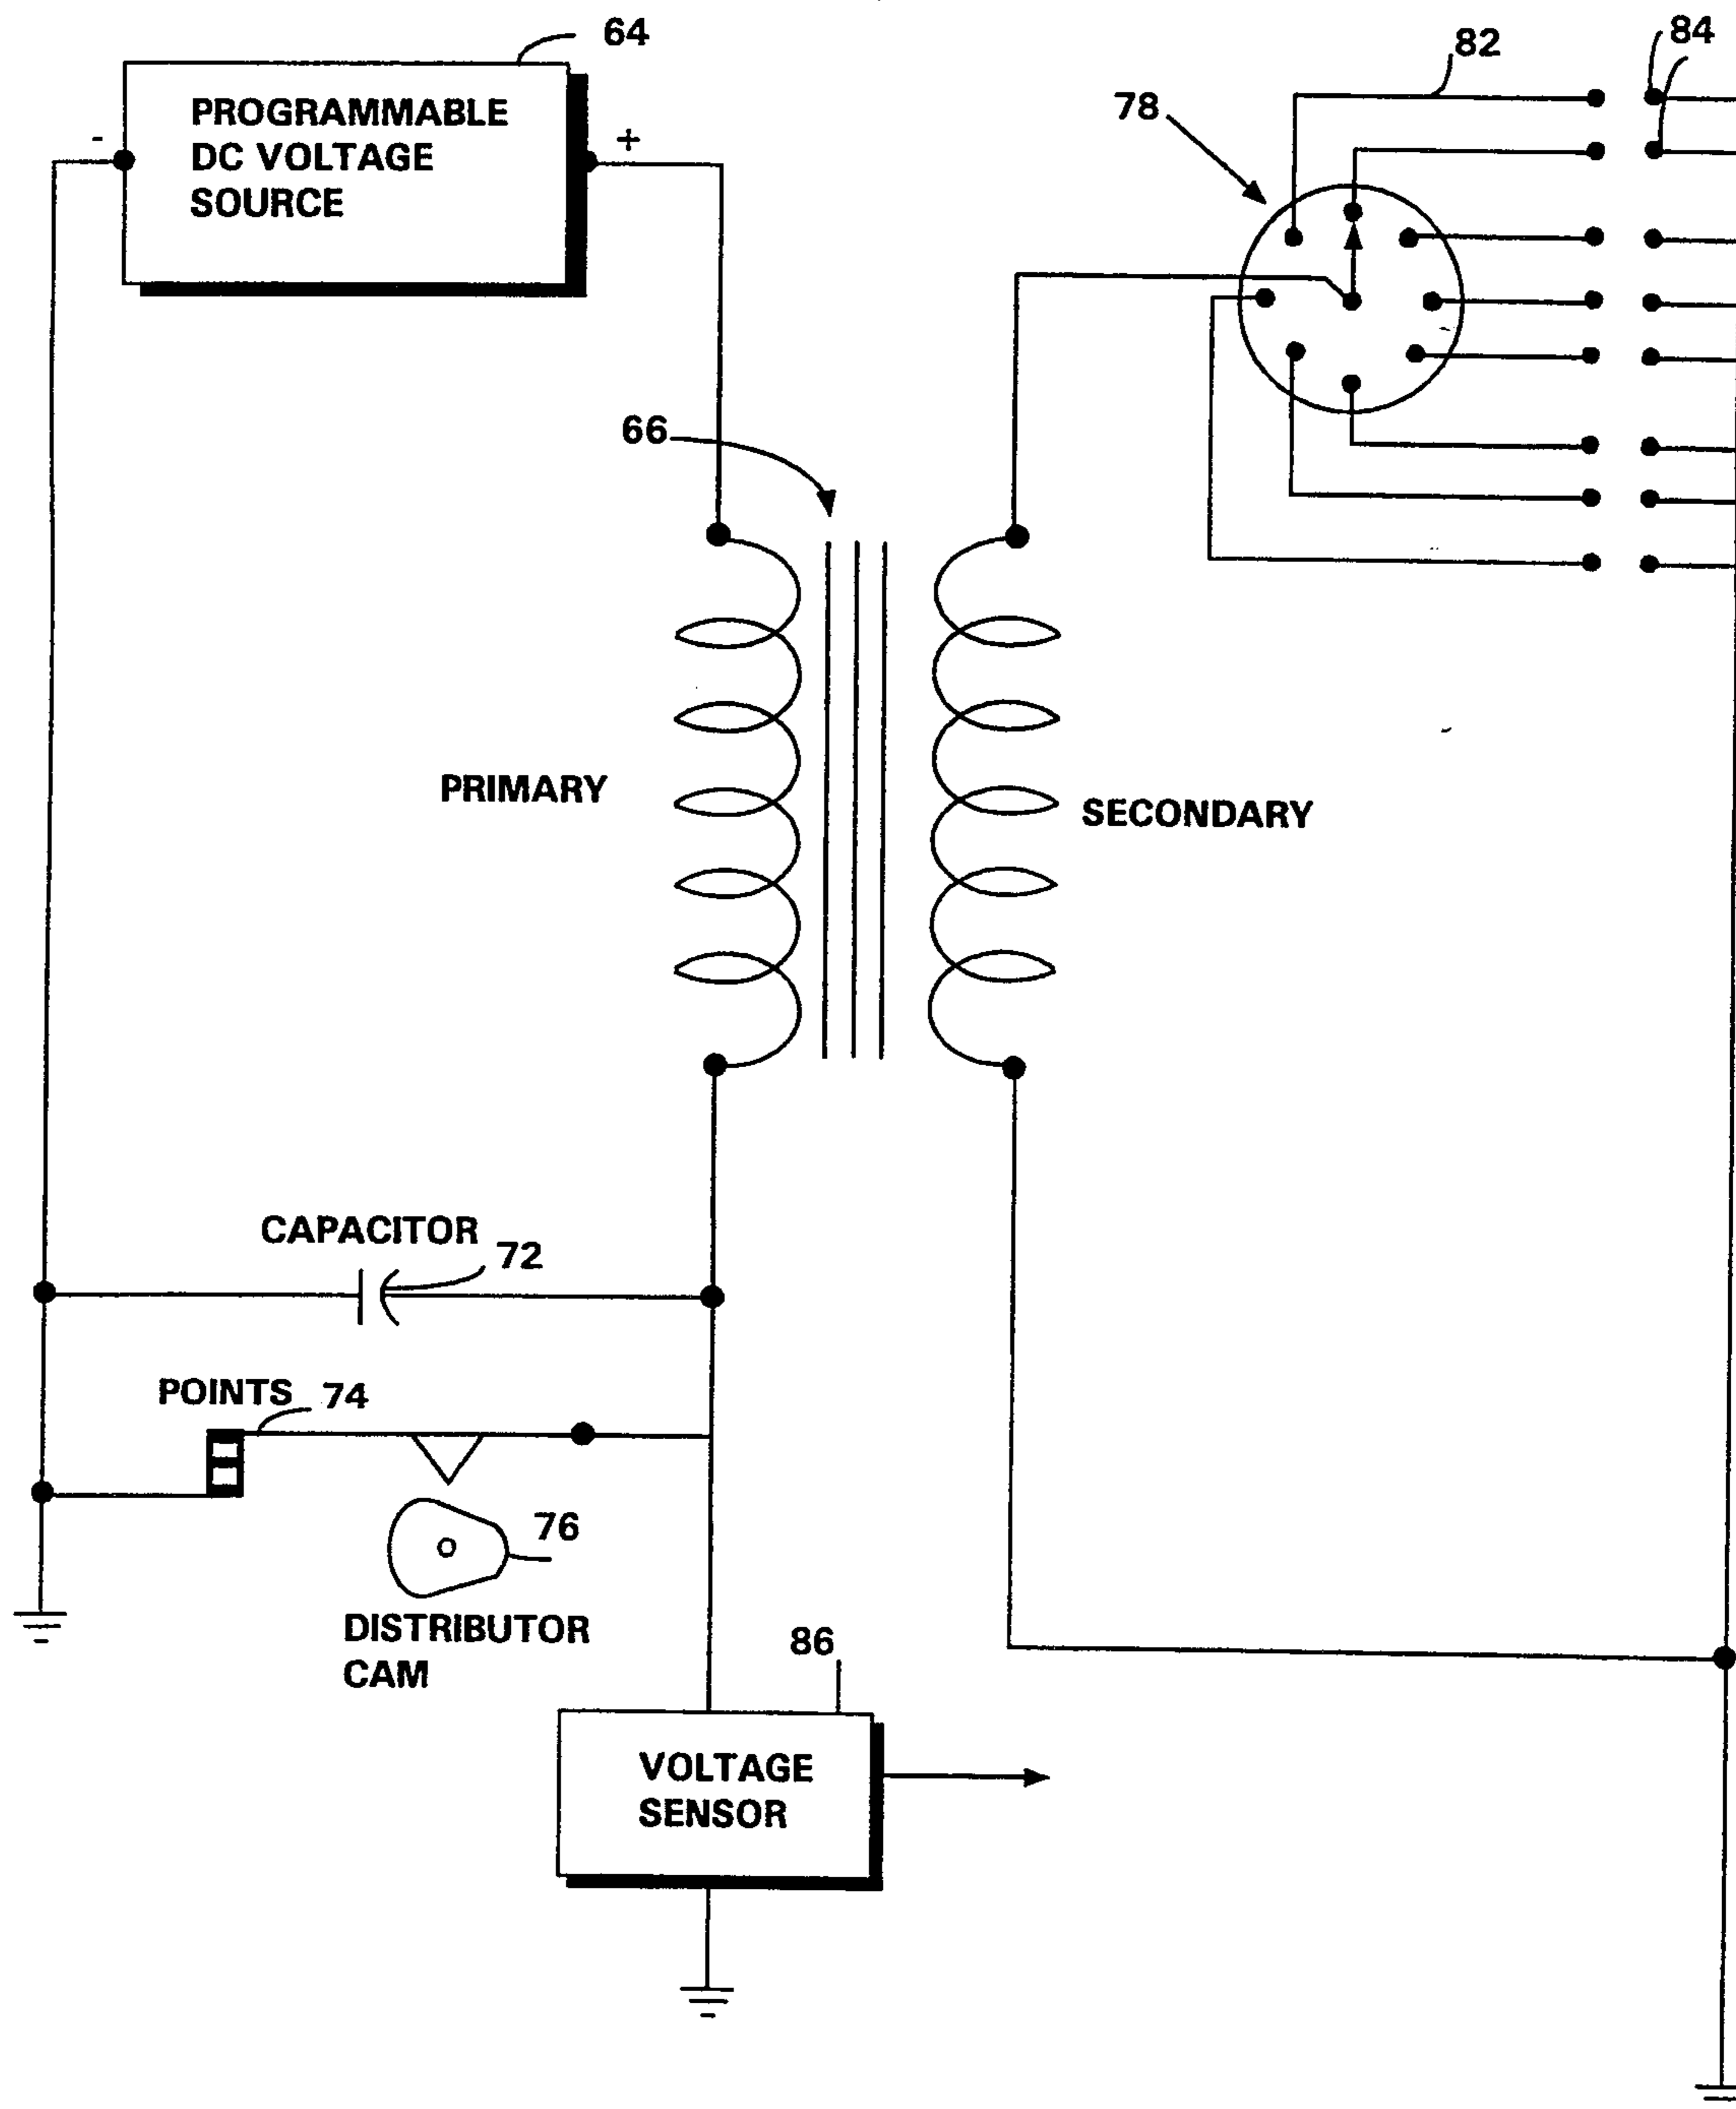 64
82
84
PROGRAMMABLE
DC VOLTAGE
SOURCE
-
+
78
66
PRIMARY
SECONDARY
CAPACITOR
72
POINTS 74
76
DISTRIBUTOR
CAM
86
VOLTAGE
SENSOR